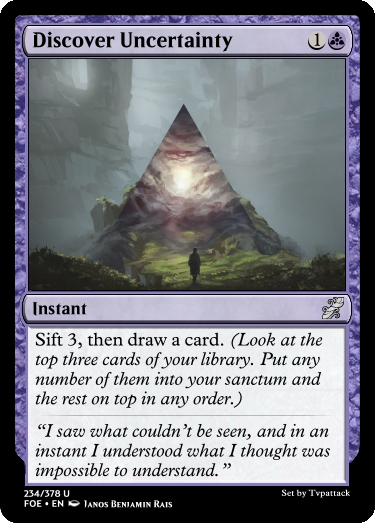 Discover Uncertainty 1
Instant
Sift 3, then draw a card. (Look at the
top three cards of your library. Put any
number of them into your sanctum and
the rest on top in any order.)
“I saw what couldn’t be seen, and in an
instant I understood what I thought was
impossible to understand.”
234/378 U
FOE • EN Janos Benjamin Rais
Set by Tvpattack